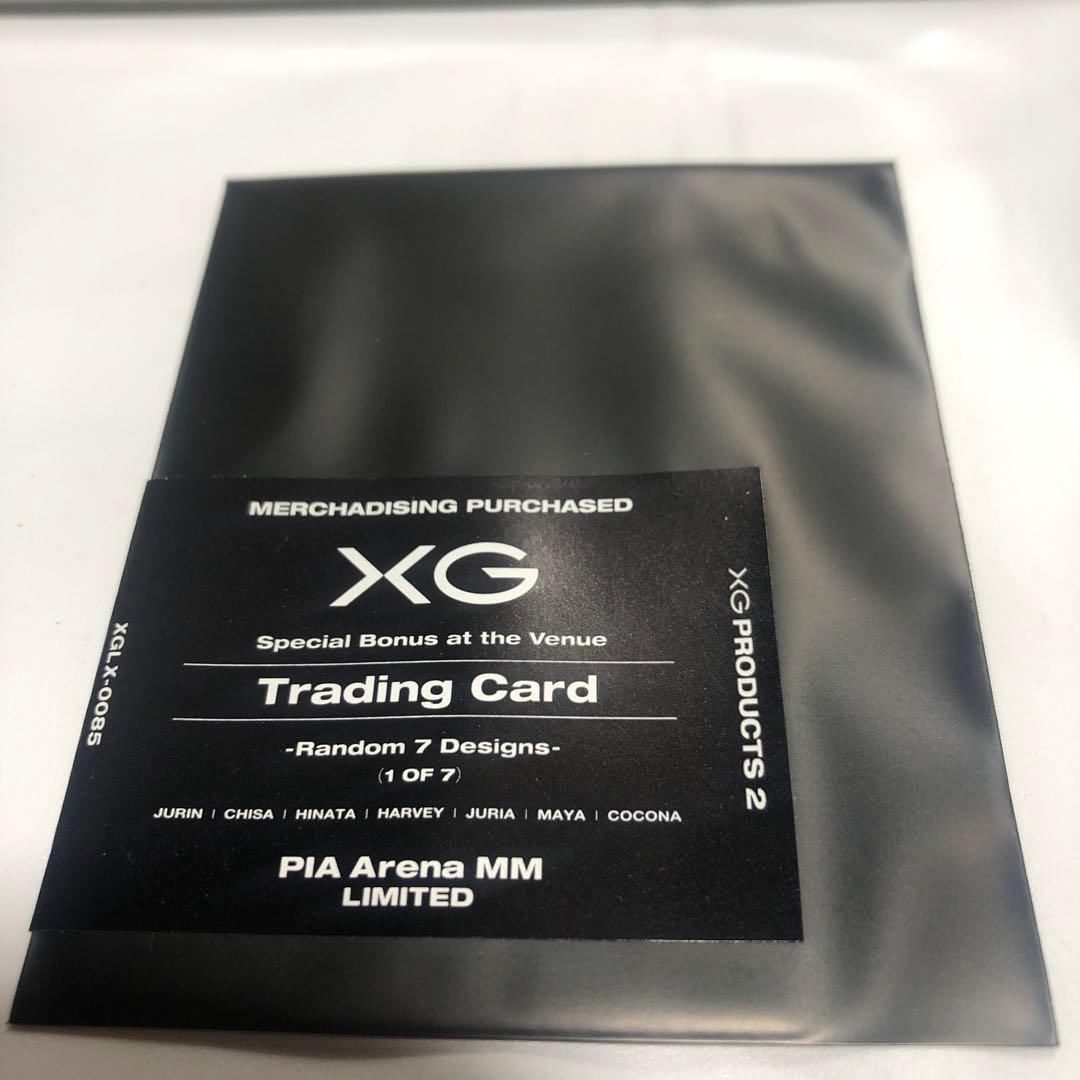 MERCHADISING PURCHASED
XG
Special Bonus at the Venue
Trading Card
-Random 7 Designs-
(1 OF 7)
JURIN | CHISA | HINATA | HARVEY | JURIA | MAYA | COCONA
PIA Arena MM
LIMITED
XGLX-0085
XG PRODUCTS 2